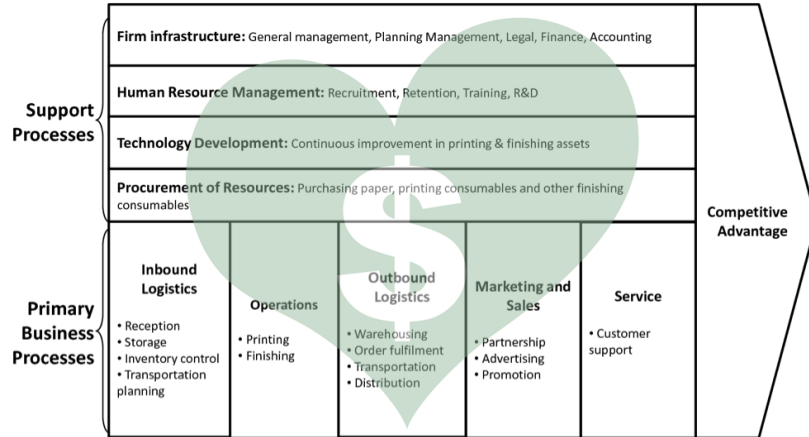 Firm infrastructure: General management, Planning Management, Legal, Finance, Accounting
Human Resource Management: Recruitment, Retention, Training, R&D
Technology Development: Continuous improvement in printing & finishing assets
Procurement of Resources: Purchasing paper, printing consumables and other finishing
consumables
Support
Processes
Competitive
Advantage
Primary
Business
Processes
Inbound
Logistics
• Reception
• Storage
• Inventory control
• Transportation
planning
Operations
• Printing
• Finishing
Outbound
Logistics
• Warehousing
• Order fulfilment
• Transportation
• Distribution
Marketing and
Sales
• Partnership
• Advertising
• Promotion
Service
• Customer
support
$